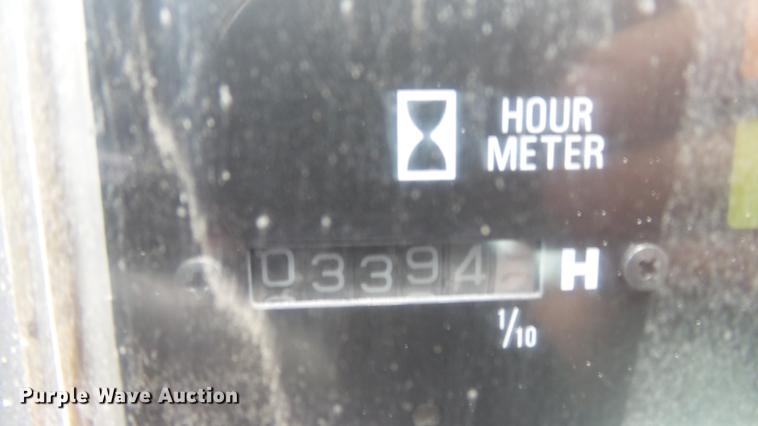 HOUR
METER
03394 H
1/10
Purple Wave Auction